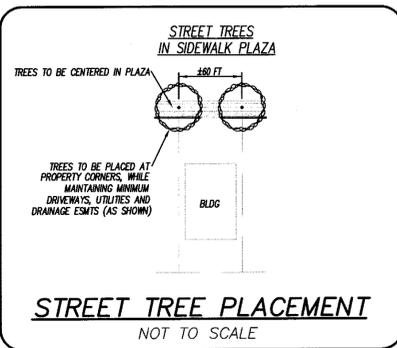 STREET TREES
IN SIDEWALK PLAZA
TREES TO BE CENTERED IN PLAZA
±60 FT
TREES TO BE PLACED AT
PROPERTY CORNERS, WHILE
MAINTAINING MINIMUM
DRIVEWAYS, UTILITIES AND
DRAINAGE ESMTS (AS SHOWN)
BLDG
STREET TREE PLACEMENT
NOT TO SCALE